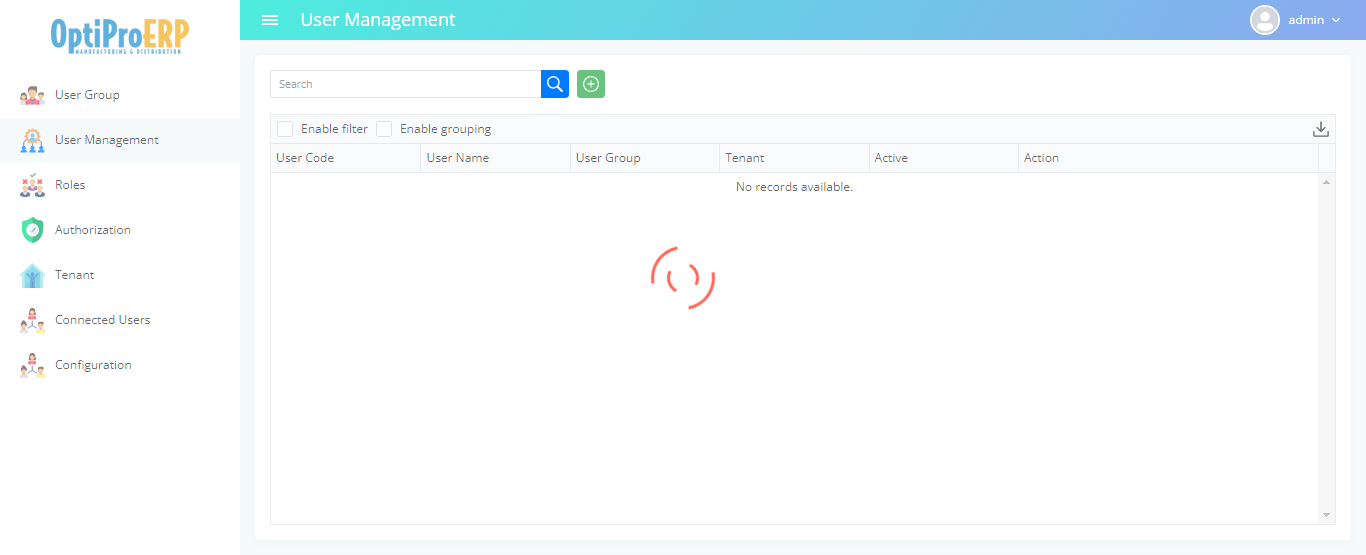 OptiProERP
MANUFACTURING & DISTRIBUTION
User Management
admin
User Group
User Management
Roles
Authorization
Tenant
Connected Users
Configuration
Search
Enable filter
Enable grouping
User Code
User Name
User Group
Tenant
Active
Action
No records available.